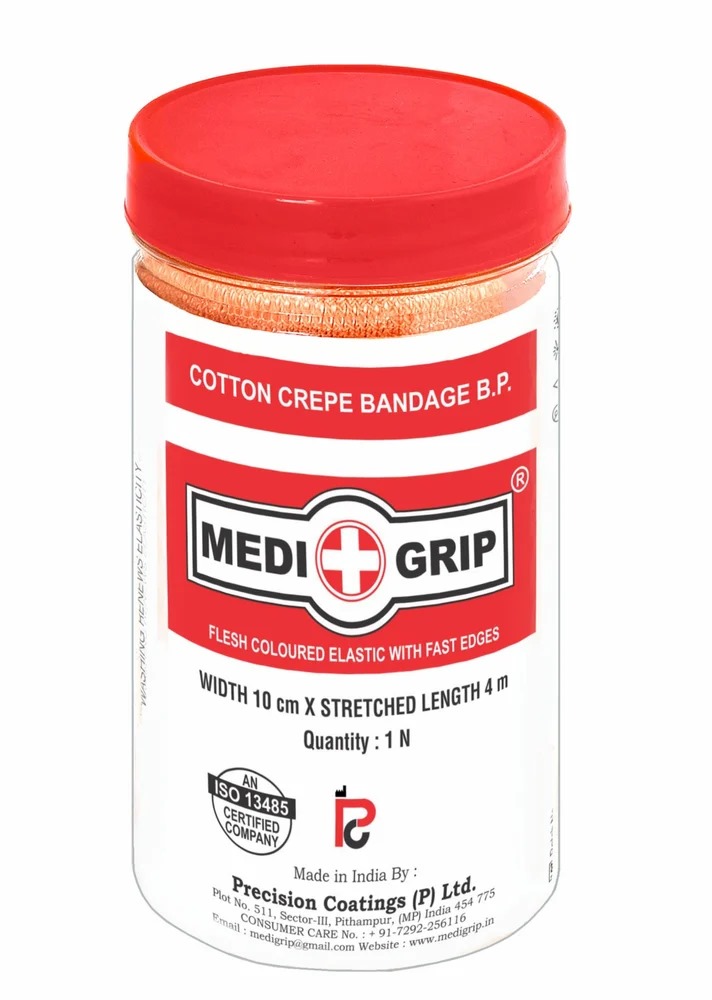 COTTON CREPE BANDAGE B.P.
®
MEDI GRIP
FLESH COLOURED ELASTIC WITH FAST EDGES
WIDTH 10 cm X STRETCHED LENGTH 4 m
Quantity : 1 N
AN
ISO 13485
CERTIFIED
COMPANY
Made in India By :
Precision Coatings (P) Ltd.
Plot No. 511, Sector-III, Pithampur, (MP) India 454 775
CONSUMER CARE No. : + 91-7292-256116
Email : medigrip@gmail.com Website : www.medigrip.in
WASHING RENEWS ELASTICITY